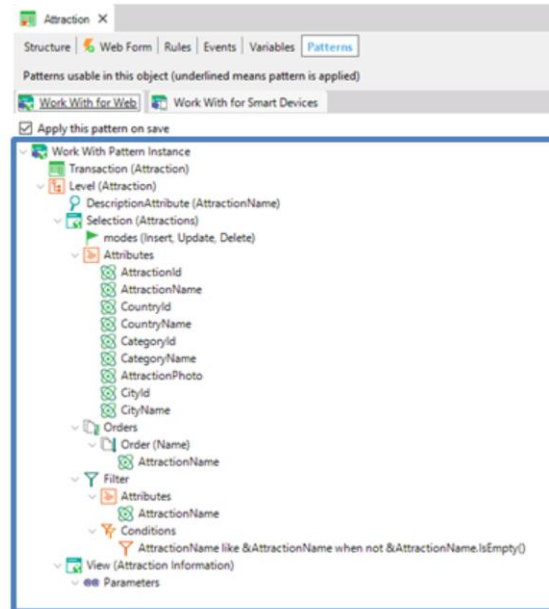 Attraction X
Structure Web Form Rules Events Variables Patterns
Patterns usable in this object (underlined means pattern is applied)
Work With for Web Work With for Smart Devices
Apply this pattern on save
Work With Pattern Instance
Transaction (Attraction)
Level (Attraction)
DescriptionAttribute (AttractionName)
Selection (Attractions)
modes (Insert, Update, Delete)
Attributes
AttractionId
AttractionName
CountryId
CountryName
CategoryId
CategoryName
AttractionPhoto
CityId
CityName
Orders
Order (Name)
AttractionName
Filter
Attributes
AttractionName
Conditions
AttractionName like &AttractionName when not &AttractionName.IsEmpty()
View (Attraction Information)
Parameters